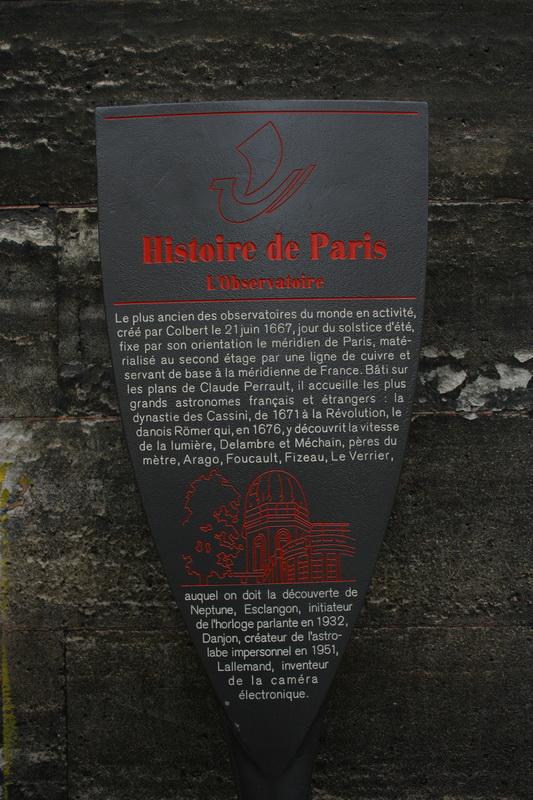 Histoire de Paris
L'Observatoire
Le plus ancien des observatoires du monde en activité,
créé par Colbert le 21 juin 1667, jour du solstice d'été,
fixe par son orientation le méridien de Paris, maté-
rialisé au second étage par une ligne de cuivre et
servant de base à la méridienne de France. Bâti sur
les plans de Claude Perrault, il accueille les plus
grands astronomes français et étrangers : la
dynastie des Cassini, de 1671 à la Révolution, le
danois Römer qui, en 1676, y découvrit la vitesse
de la lumière, Delambre et Méchain, pères du
mètre, Arago, Foucault, Fizeau, Le Verrier,
auquel on doit la découverte de
Neptune, Esclangon, initiateur
de l'horloge parlante en 1932,
Danjon, créateur de l'astro-
labe impersonnel en 1951,
Lallemand, inventeur
de la caméra
électronique.